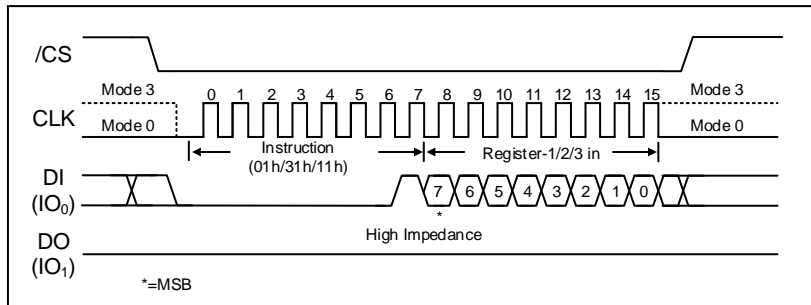 /CS
Mode 3 0 1 2 3 4 5 6 7 8 9 10 11 12 13 14 15 Mode 3
CLK Mode 0 Mode 0
Instruction Register-1/2/3 in
(01h/31h/11h)
DI
(IO0) 7 6 5 4 3 2 1 0
*
High Impedance
DO
(IO1)
*=MSB